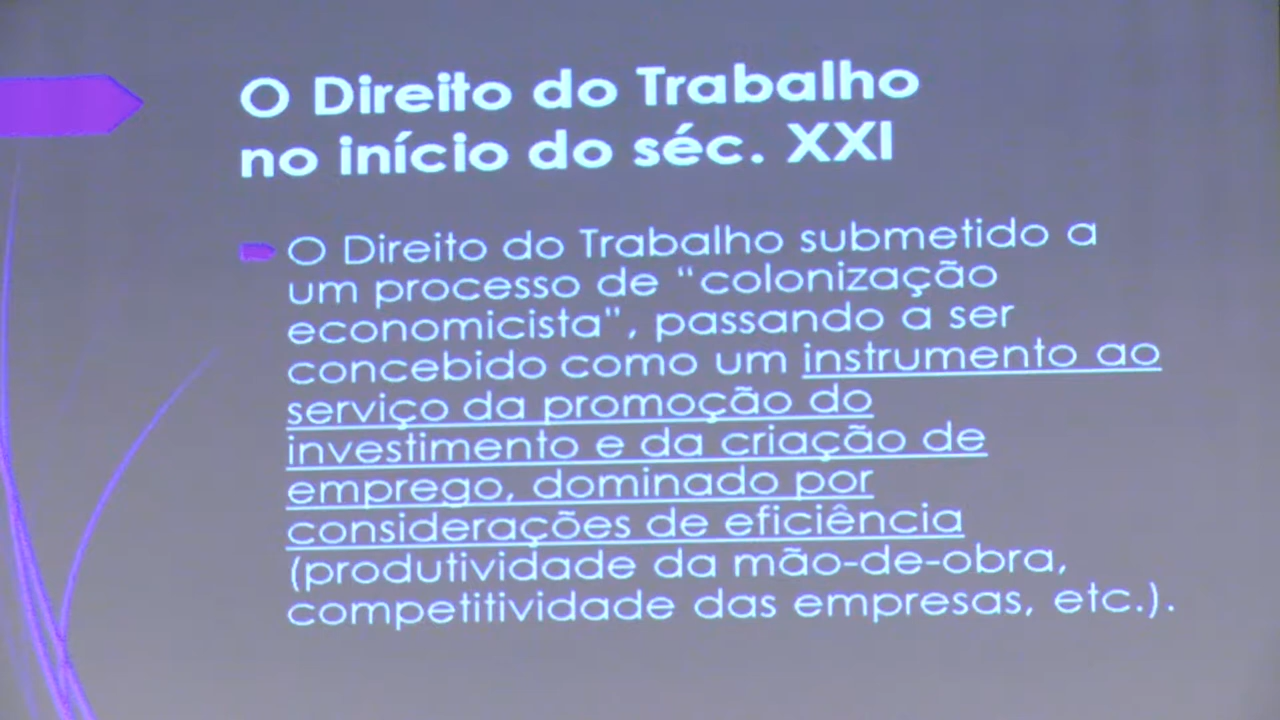 O Direito do Trabalho
no início do séc. XXI
O Direito do Trabalho submetido a
um processo de “colonização
economicista”, passando a ser
concebido como um instrumento ao
serviço da promoção do
investimento e da criação de
emprego, dominado por
considerações de eficiência
(produtividade da mão-de-obra,
competitividade das empresas, etc.).